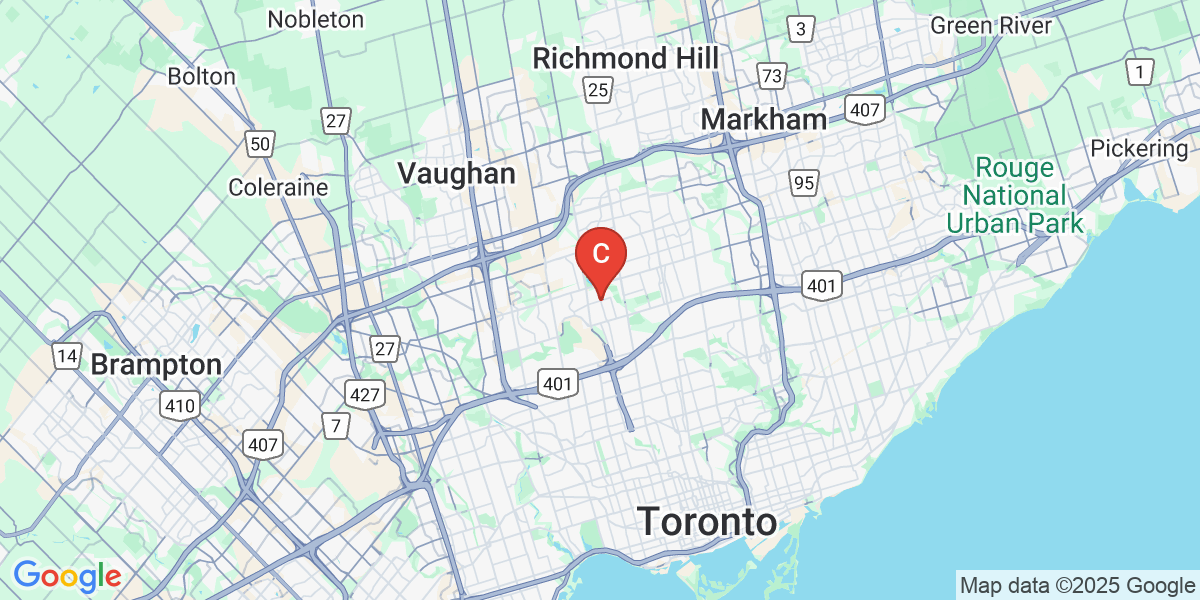 Nobleton
Green River
3
Richmond Hill
Bolton
73
1
25
407
Markham
27
50
Pickering
Vaughan
Rouge
National
Urban Park
Coleraine
95
C
401
27
14
Brampton
401
427
410
7
407
Toronto
Google
Map data ©2025 Google